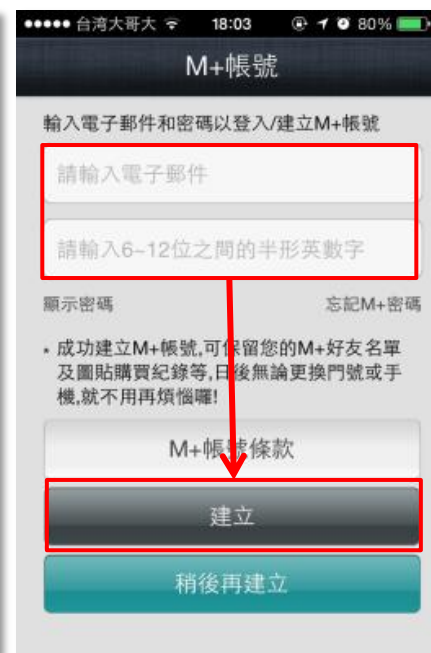 台湾大哥大 18:03 80%
M+帳號
輸入電子郵件和密碼以登入/建立M+帳號
請輸入電子郵件
請輸入6~12位之間的半形英數字
顯示密碼 忘記M+密碼
* 成功建立M+帳號,可保留您的M+好友名單
及圖貼購買紀錄等,日後無論更換門號或手
機,就不用再煩惱囉!
M+帳號條款
建立
稍後再建立